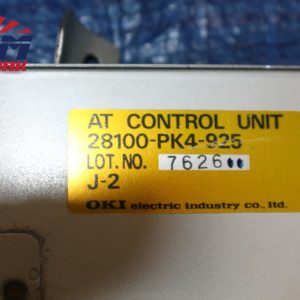 AT CONTROL UNIT
28100-PK4-925
LOT.NO. 7626
J-2
OKI electric industry co., ltd.